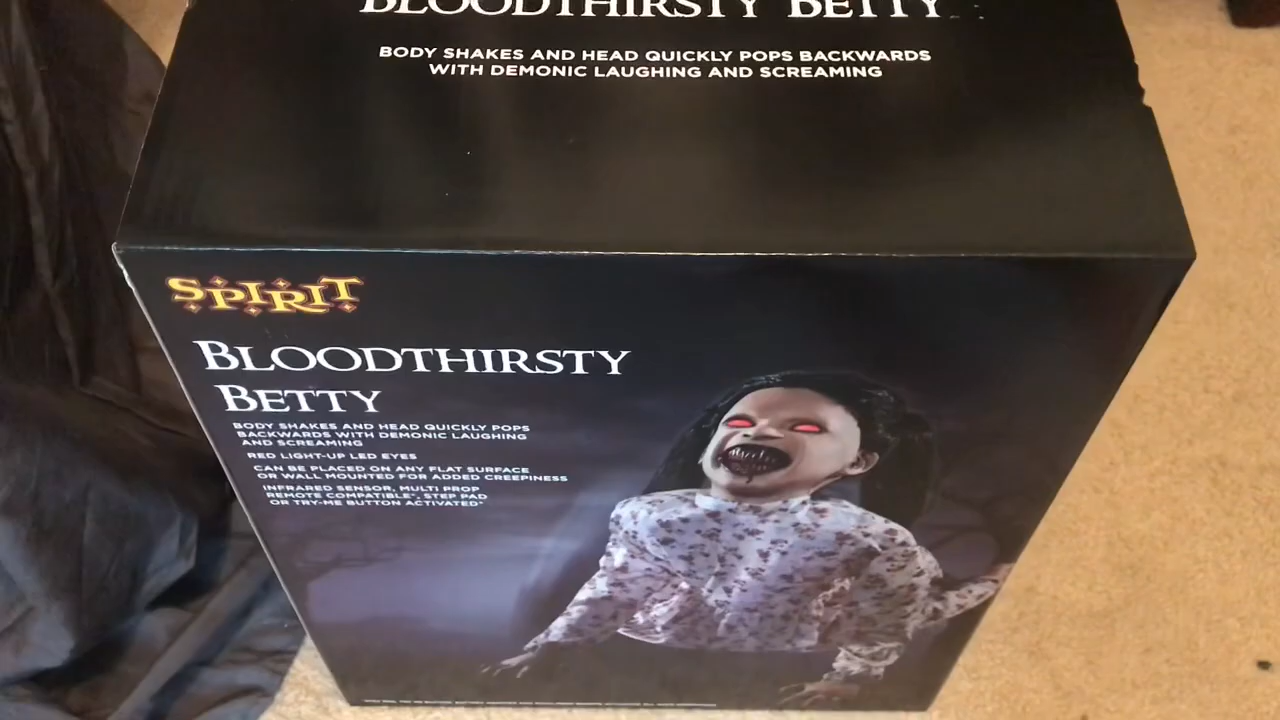 BLOODTHIRSTY BETTY
BODY SHAKES AND HEAD QUICKLY POPS BACKWARDS
WITH DEMONIC LAUGHING AND SCREAMING
SPIRIT
BLOODTHIRSTY
BETTY
BODY SHAKES AND HEAD QUICKLY POPS
BACKWARDS WITH DEMONIC LAUGHING
AND SCREAMING
RED LIGHT-UP LED EYES
CAN BE PLACED ON ANY FLAT SURFACE
OR WALL MOUNTED FOR ADDED CREEPINESS
INFRARED SENSOR, MULTI PROP
REMOTE COMPATIBLE*, STEP PAD
OR TRY-ME BUTTON ACTIVATED*